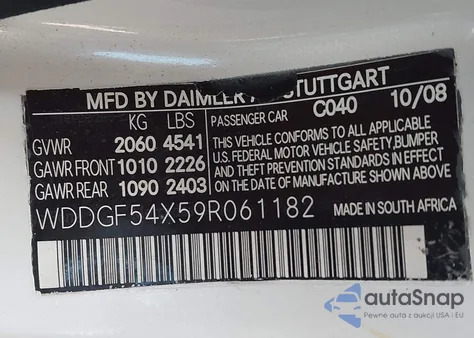 MFD BY DAIMLER STUTTGART
KG LBS PASSENGER CAR C040 10/08
GVWR 2060 4541
GAWR FRONT 1010 2226
GAWR REAR 1090 2403
THIS VEHICLE CONFORMS TO ALL APPLICABLE
U.S. FEDERAL MOTOR VEHICLE SAFETY, BUMPER
AND THEFT PREVENTION STANDARDS IN EFFECT
ON THE DATE OF MANUFACTURE SHOWN ABOVE.
WDDGF54X59R061182 MADE IN SOUTH AFRICA
autoSnap
Pewne auta z aukcji USA i EU